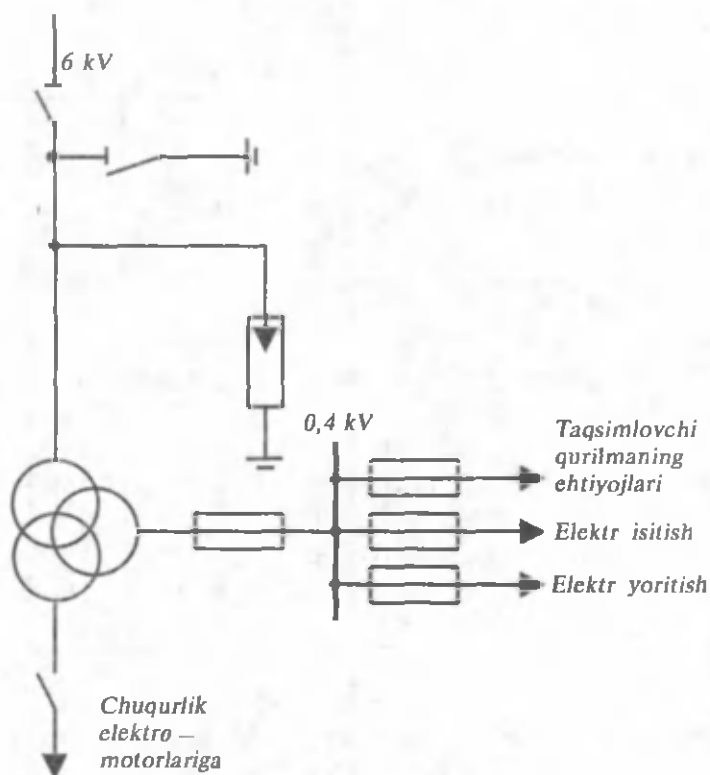 6 kV
0,4 kV
Taqsimlovchi
qurilmaning
ehtiyojlari
Elektr isitish
Elektr yoritish
Chuqurlik
elektro –
motorlariga